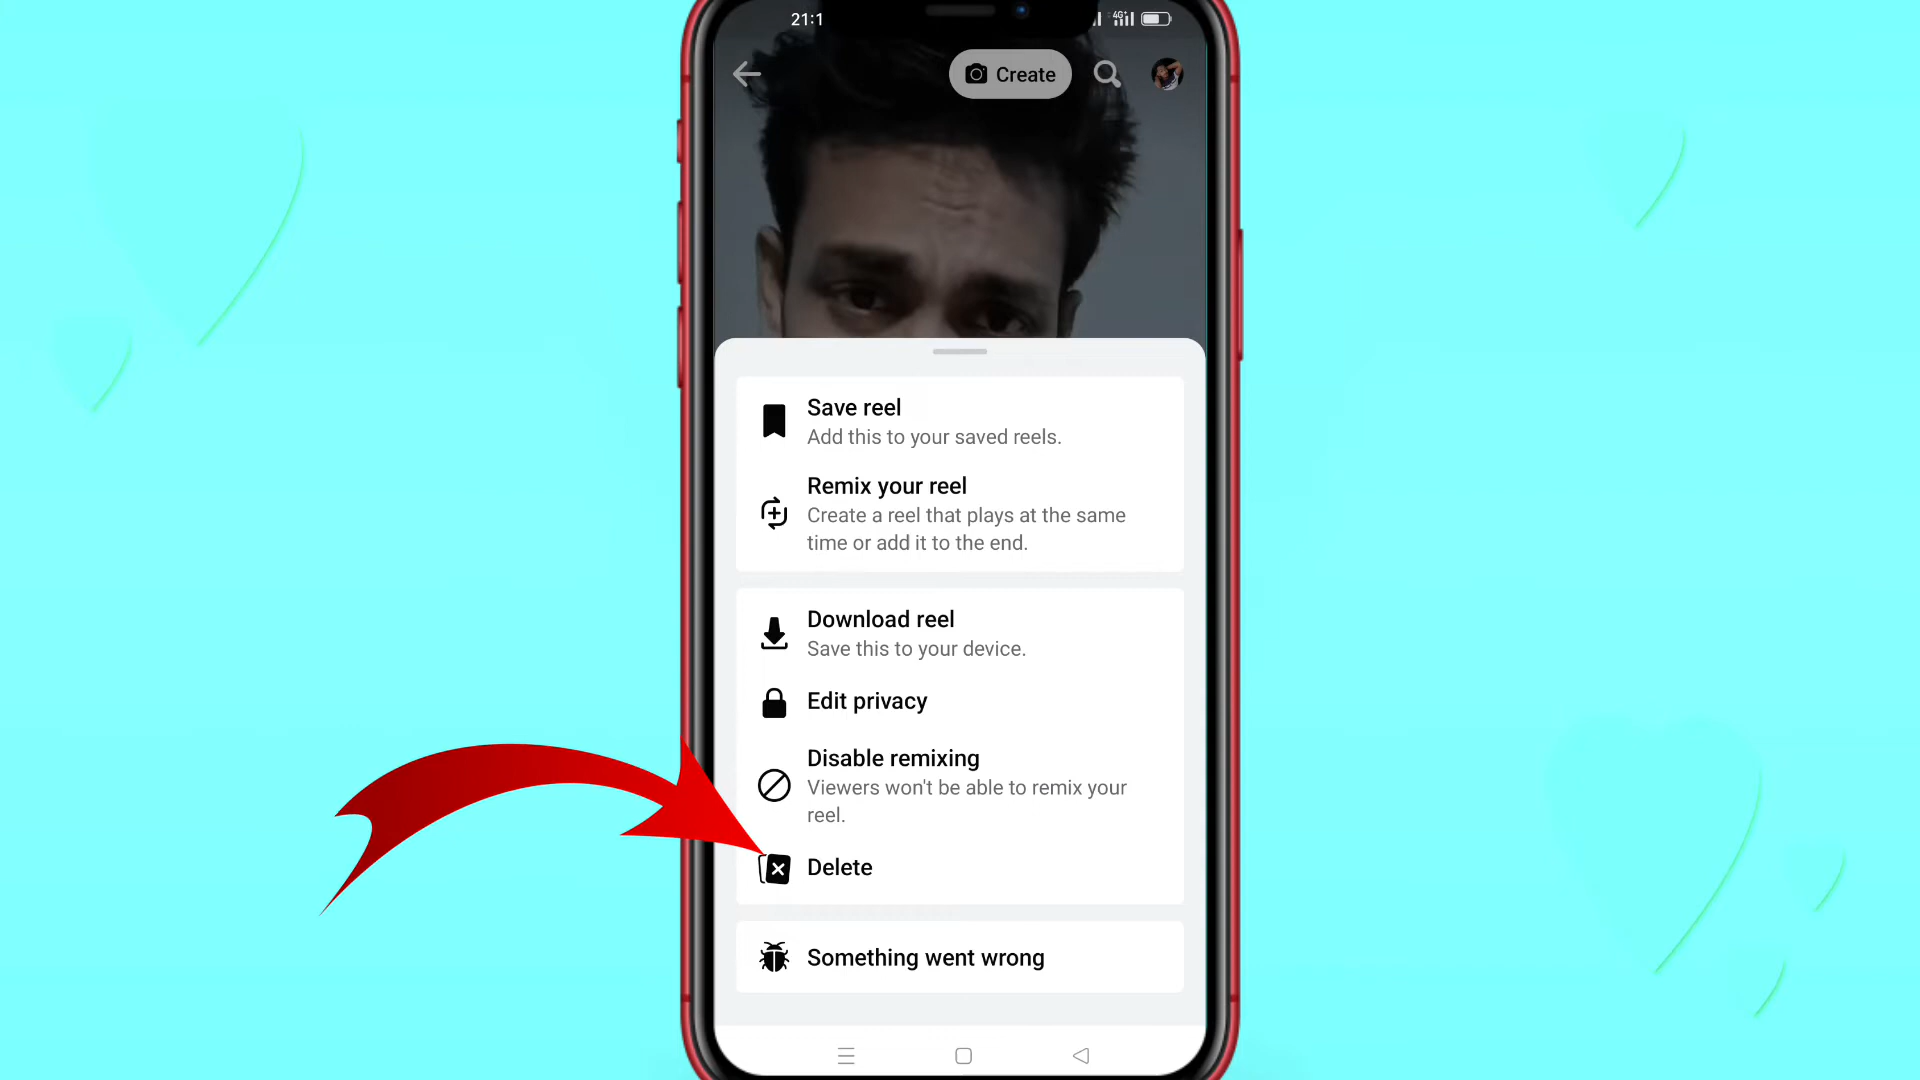 21:1
4G+
Create
Save reel
Add this to your saved reels.
Remix your reel
Create a reel that plays at the same
time or add it to the end.
Download reel
Save this to your device.
Edit privacy
Disable remixing
Viewers won't be able to remix your
reel.
Delete
Something went wrong